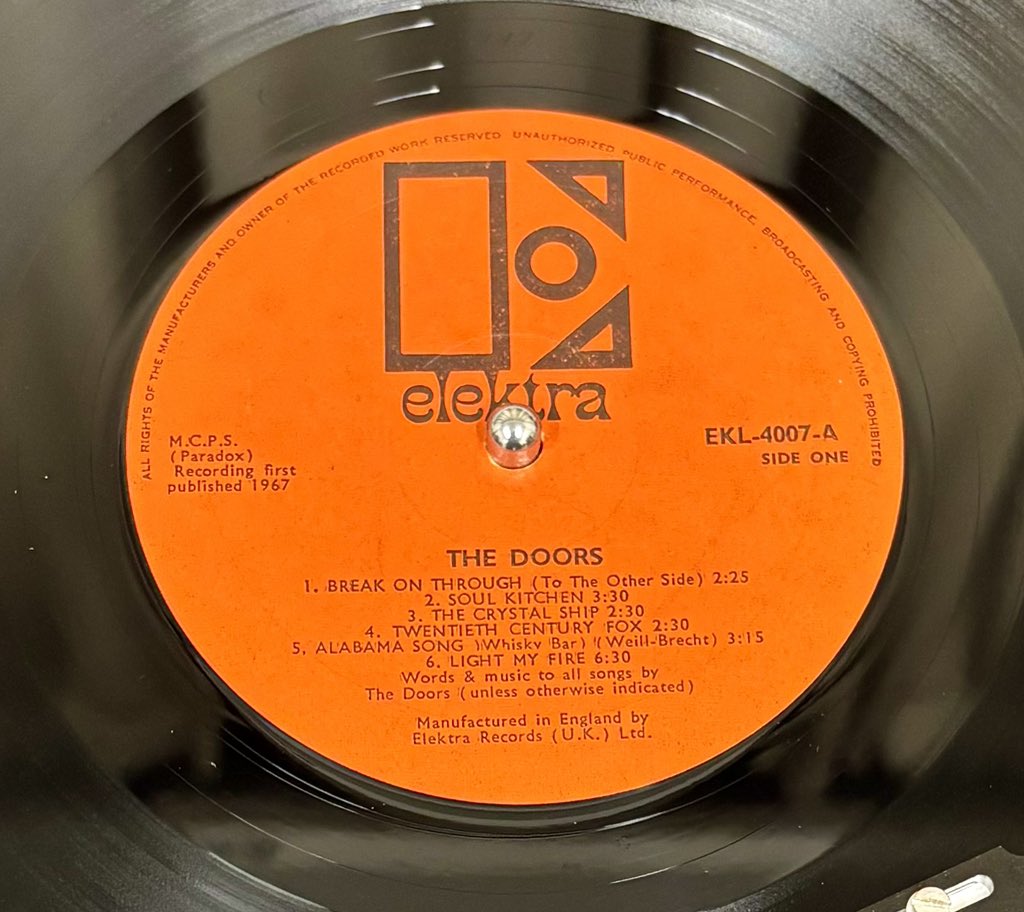 ALL RIGHTS OF THE MANUFACTURERS AND OWNER OF THE RECORDED WORK RESERVED UNAUTHORIZED PUBLIC PERFORMANCE, BROADCASTING AND COPYING PROHIBITED
elektra
M.C.P.S.
(Paradox)
Recording first
published 1967
EKL-4007-A
SIDE ONE
THE DOORS
1. BREAK ON THROUGH (To The Other Side) 2:25
2. SOUL KITCHEN 3:30
3. THE CRYSTAL SHIP 2:30
4. TWENTIETH CENTURY FOX 2:30
5, ALABAMA SONG )Whisky Bar) (Weill-Brecht) 3:15
6. LIGHT MY FIRE 6:30
Words & music to all songs by
The Doors (unless otherwise indicated)
Manufactured in England by
Elektra Records (U.K.) Ltd.